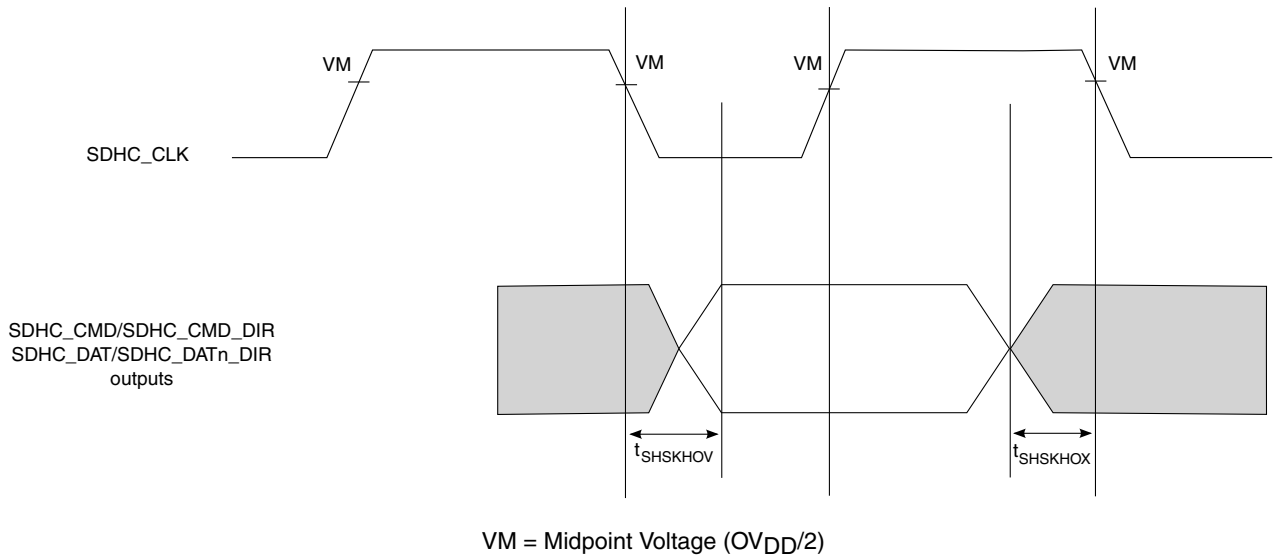 VM
VM
VM
VM
SDHC_CLK
SDHC_CMD/SDHC_CMD_DIR
SDHC_DAT/SDHC_DATn_DIR
outputs
tSHSKHOV
tSHSKHOX
VM = Midpoint Voltage (OVDD/2)